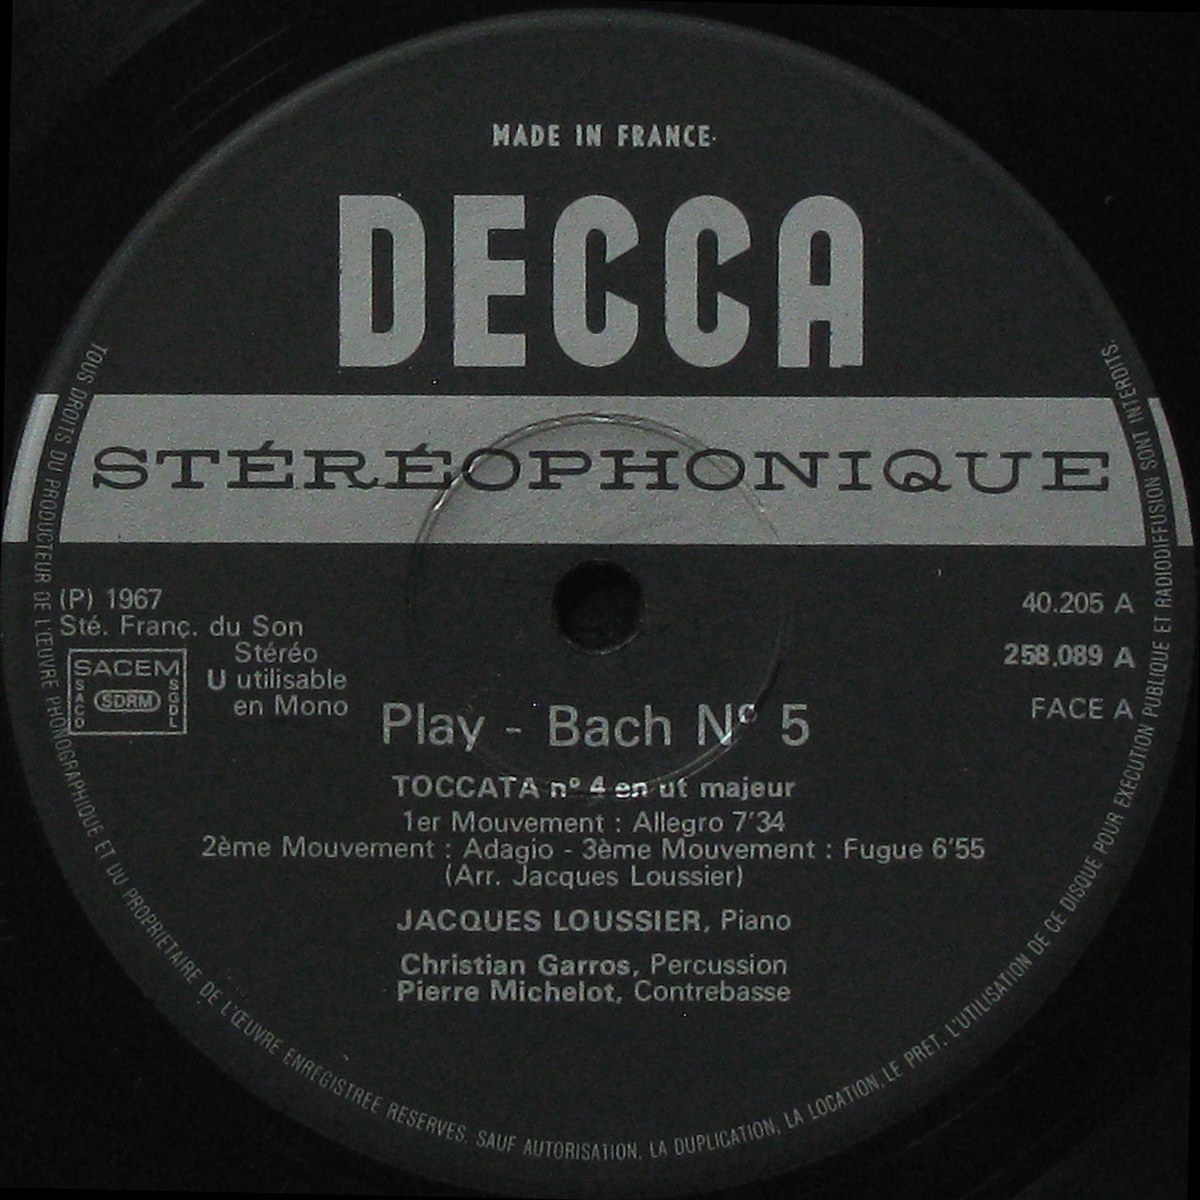 MADE IN FRANCE·
DECCA
STÉRÉOPHONIQUE
(P) 1967
Sté. Franç. du Son
Stéréo
U utilisable
en Mono
SACEM
SACD
SDRM
SGDL
40.205 A
258.089 A
FACE A
Play - Bach Nº 5
TOCCATA nº 4 en ut majeur
1er Mouvement : Allegro 7'34
2ème Mouvement : Adagio - 3ème Mouvement : Fugue 6'55
(Arr. Jacques Loussier)
JACQUES LOUSSIER, Piano
Christian Garros, Percussion
Pierre Michelot, Contrebasse
TOUS DROITS DU PRODUCTEUR DE L'ŒUVRE PHONOGRAPHIQUE ET DU PROPRIETAIRE DE L'ŒUVRE ENREGISTREE RESERVES. SAUF AUTORISATION, LA DUPLICATION, LA LOCATION, LE PRET, L'UTILISATION DE CE DISQUE POUR EXECUTION PUBLIQUE ET RADIODIFFUSION SONT INTERDITS.